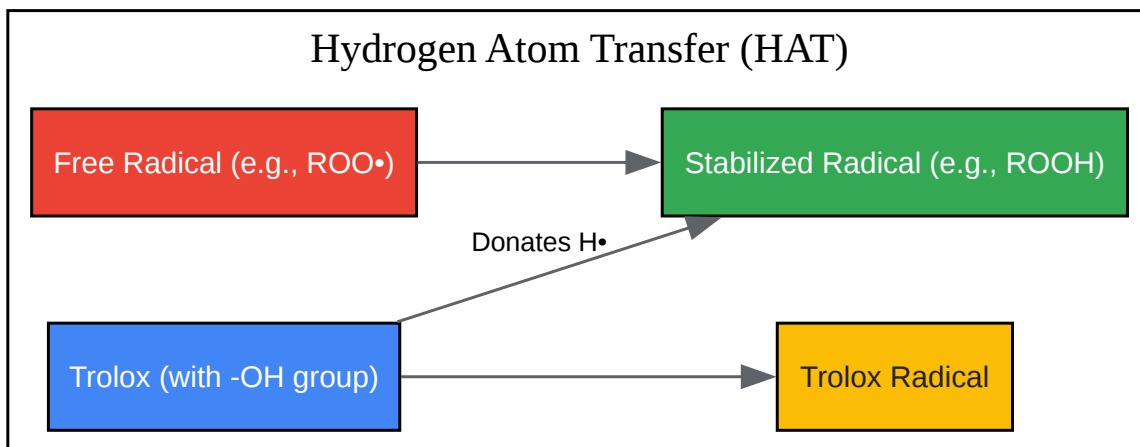 Hydrogen Atom Transfer (HAT)
Free Radical (e.g., ROO•)
Stabilized Radical (e.g., ROOH)
Donates H•
Trolox (with -OH group)
Trolox Radical